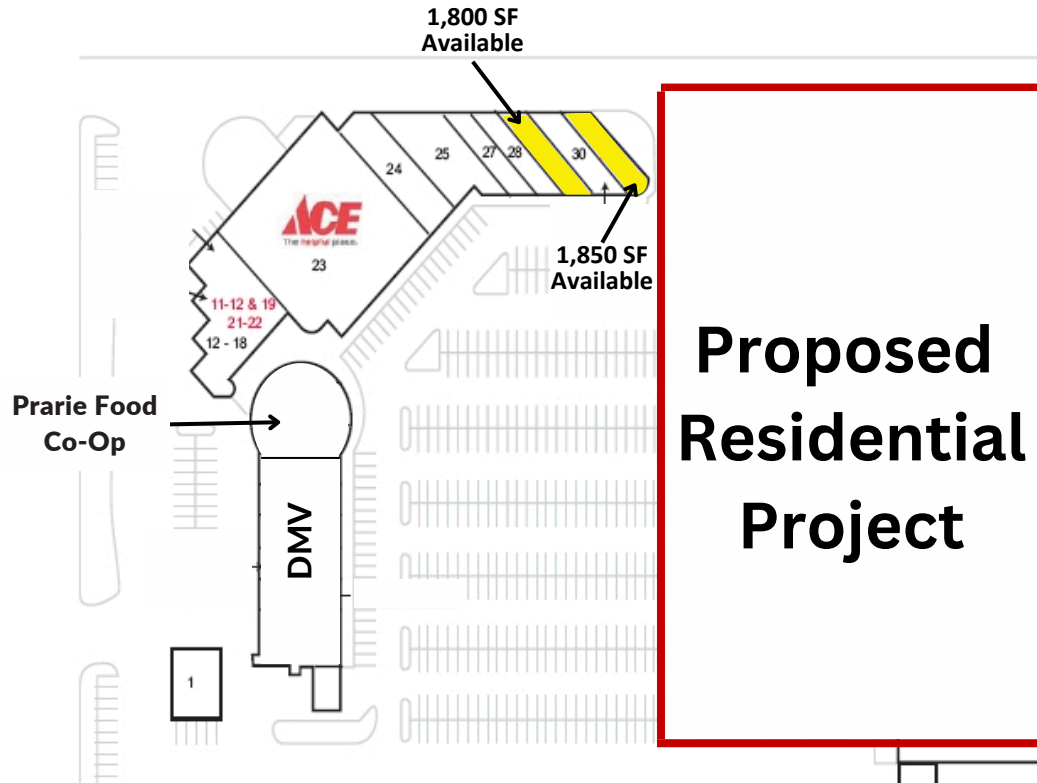 1,800 SF
Available
24
25
27
28
30
ACE
The helpful place.
23
1,850 SF
Available
11-12 & 19
21-22
12 - 18
Prarie Food
Co-Op
DMV
1
Proposed
Residential
Project